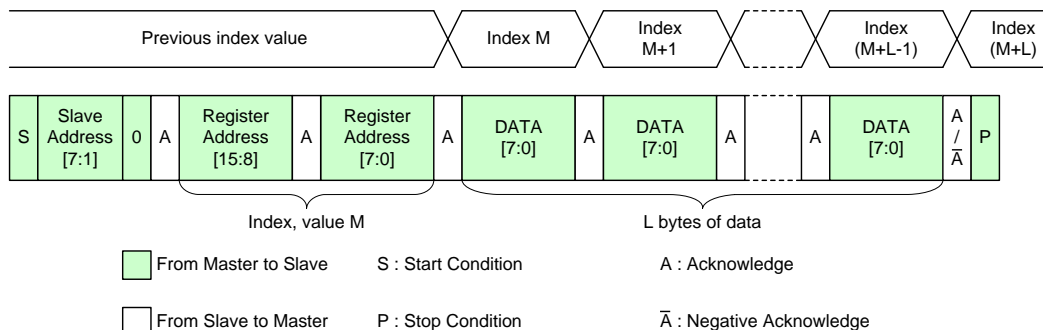 Previous index value
Index M
Index
M+1
Index
(M+L-1)
Index
(M+L)
S
Slave
Address
[7:1]
0
A
Register
Address
[15:8]
A
Register
Address
[7:0]
A
DATA
[7:0]
A
DATA
[7:0]
A
A
DATA
[7:0]
A
/
A̅
P
Index, value M
L bytes of data
From Master to Slave
S : Start Condition
A : Acknowledge
From Slave to Master
P : Stop Condition
A̅ : Negative Acknowledge